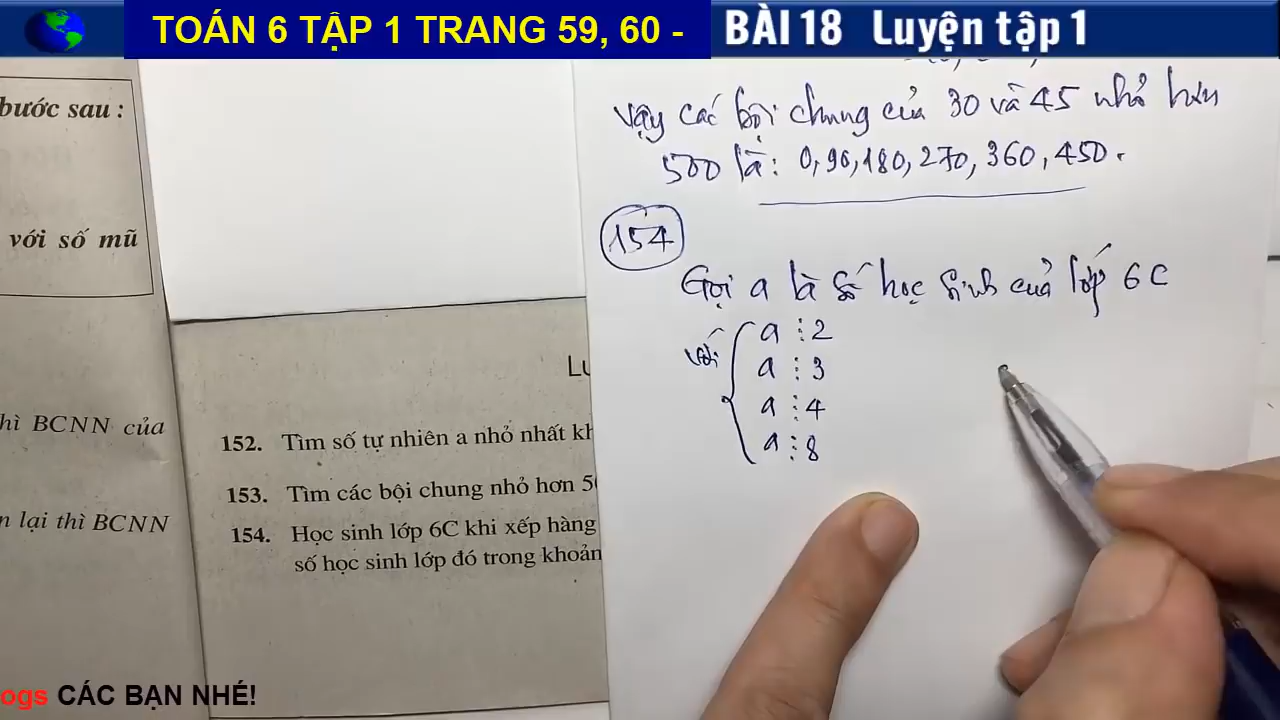 TOÁN 6 TẬP 1 TRANG 59, 60 -
BÀI 18 Luyện tập 1
bước sau :
với số mũ
hì BCNN của
n lại thì BCNN
LU
152. Tìm số tự nhiên a nhỏ nhất kh
153. Tìm các bội chung nhỏ hơn 50
154. Học sinh lớp 6C khi xếp hàng
số học sinh lớp đó trong khoản
Vậy các bội chung của 30 và 45 nhỏ hơn
500 là: 0, 90, 180, 270, 360, 450.
154
Gọi a là số học sinh của lớp 6C
với
a ⋮ 2
a ⋮ 3
a ⋮ 4
a ⋮ 8
ogs CÁC BẠN NHÉ!